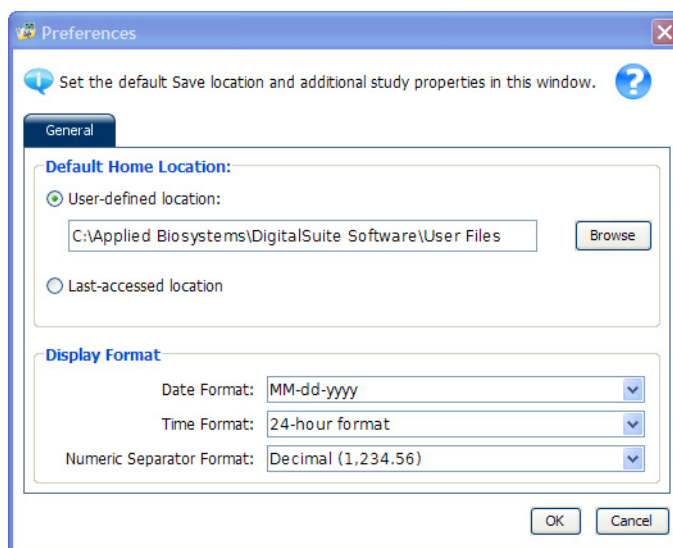 Preferences
Set the default Save location and additional study properties in this window.
General
Default Home Location:
User-defined location:
C:\Applied Biosystems\DigitalSuite Software\User Files
Browse
Last-accessed location
Display Format
Date Format: MM-dd-yyyy
Time Format: 24-hour format
Numeric Separator Format: Decimal (1,234.56)
OK Cancel